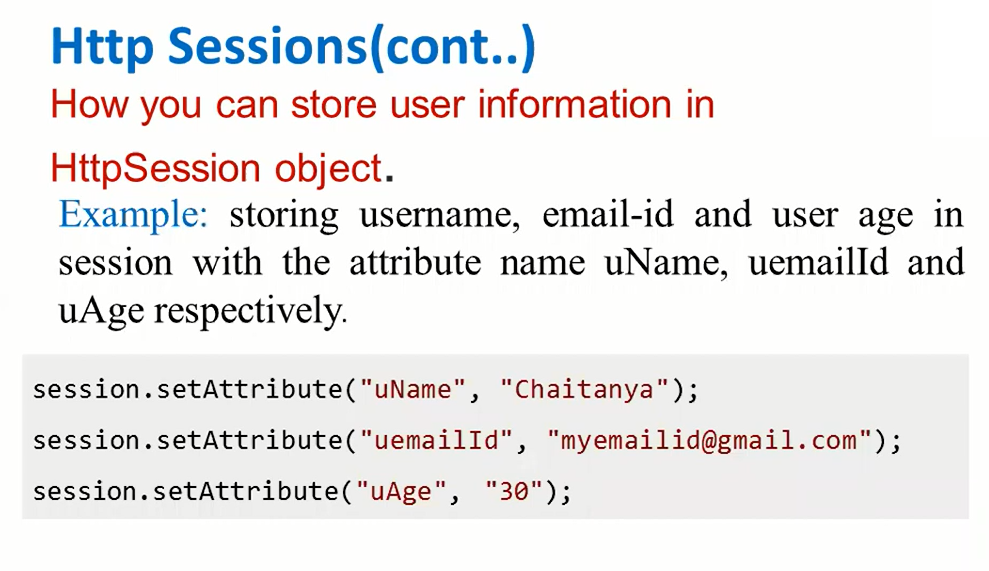 Http Sessions(cont..)
How you can store user information in
HttpSession object.
Example: storing username, email-id and user age in
session with the attribute name uName, uemailId and
uAge respectively.
session.setAttribute("uName", "Chaitanya");
session.setAttribute("uemailId", "myemailid@gmail.com");
session.setAttribute("uAge", "30");